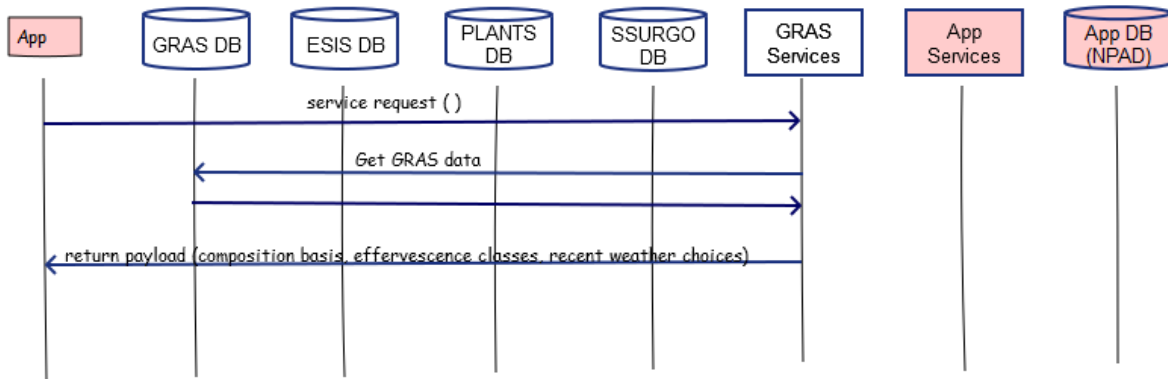 App
GRAS DB
ESIS DB
PLANTS
DB
SSURGO
DB
GRAS
Services
App
Services
App DB
(NPAD)
service request ( )
Get GRAS data
return payload (composition basis, effervescence classes, recent weather choices)